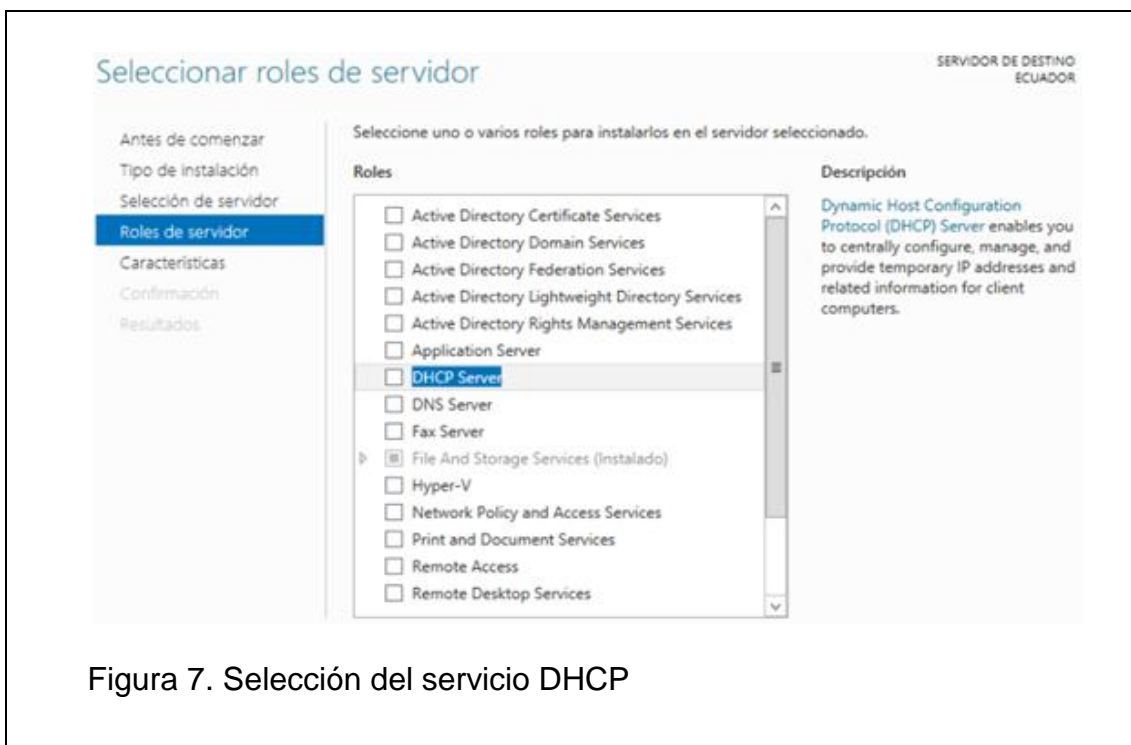 Seleccionar roles de servidor
SERVIDOR DE DESTINO
ECUADOR
Antes de comenzar
Tipo de instalación
Selección de servidor
Roles de servidor
Características
Confirmación
Resultados
Seleccione uno o varios roles para instalarlos en el servidor seleccionado.
Roles
Active Directory Certificate Services
Active Directory Domain Services
Active Directory Federation Services
Active Directory Lightweight Directory Services
Active Directory Rights Management Services
Application Server
DHCP Server
DNS Server
Fax Server
File And Storage Services (Instalado)
Hyper-V
Network Policy and Access Services
Print and Document Services
Remote Access
Remote Desktop Services
Descripción
Dynamic Host Configuration
Protocol (DHCP) Server enables you
to centrally configure, manage, and
provide temporary IP addresses and
related information for client
computers.
Figura 7. Selección del servicio DHCP